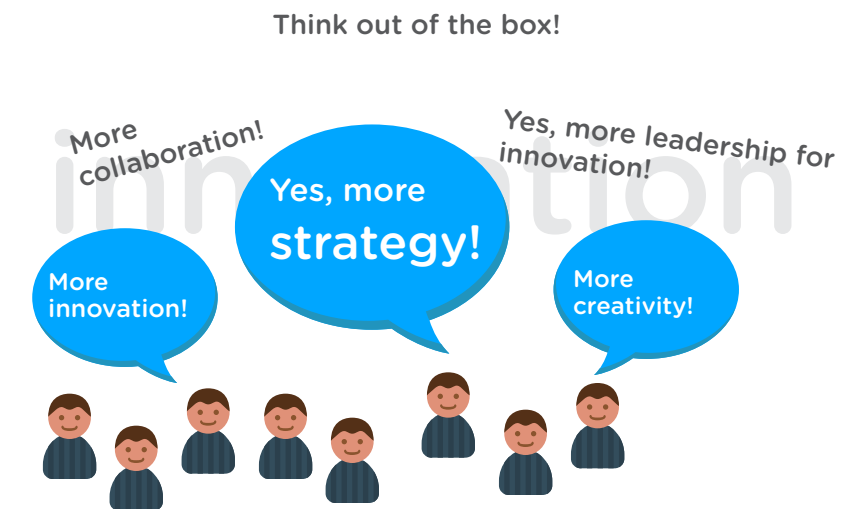 Think out of the box!
More
collaboration!
Yes, more leadership for
innovation!
innovation
Yes, more
strategy!
More
innovation!
More
creativity!